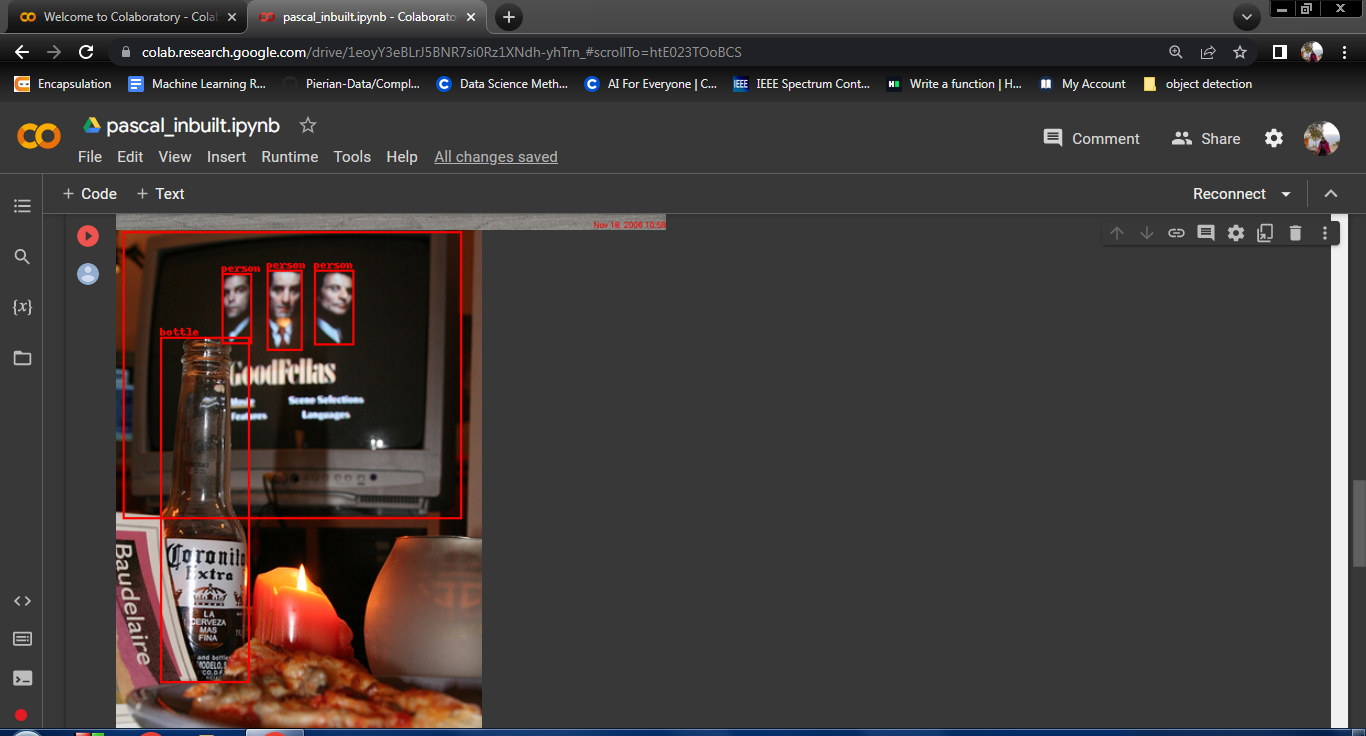 Welcome to Colaboratory - Cola
pascal_inbuilt.ipynb - Colaborato
colab.research.google.com/drive/1eoyY3eBLrJ5BNR7si0Rz1XNdh-yhTrn_#scrollTo=htE023TOoBCS
Encapsulation
Machine Learning R...
Pierian-Data/Compl...
Data Science Meth...
AI For Everyone | C...
IEEE
IEEE Spectrum Cont...
Write a function | H...
My Account
object detection
pascal_inbuilt.ipynb
Comment
Share
File Edit View Insert Runtime Tools Help All changes saved
+ Code + Text
Reconnect
{x}
Nov 18, 2006 10:58
person person person
bottle
GoodFellas
Movie Scene Selections
Features Languages
Baudelaire
Coronita
Extra
LA
CERVEZA
MAS
FINA
and bottle
MODELO,S